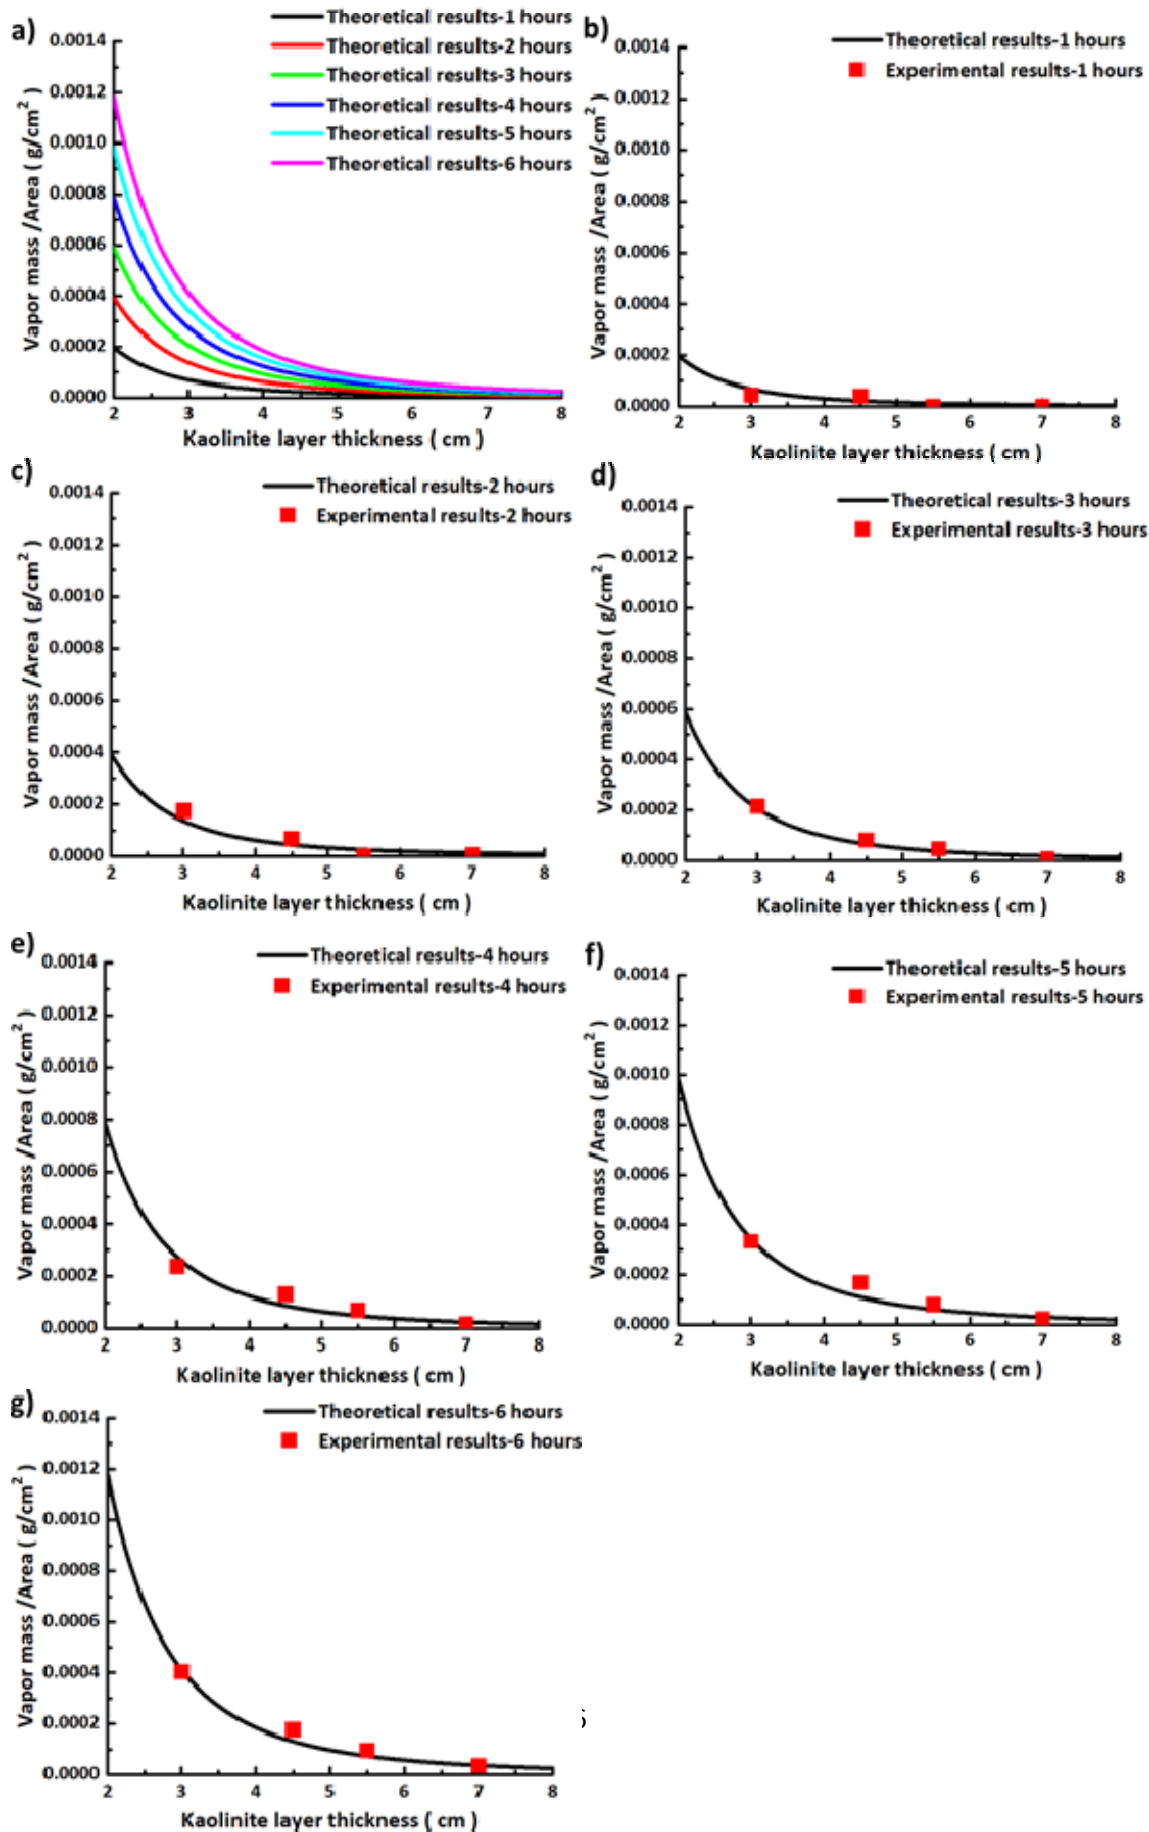 a)
Theoretical results-1 hours
Theoretical results-2 hours
Theoretical results-3 hours
Theoretical results-4 hours
Theoretical results-5 hours
Theoretical results-6 hours
Vapor mass /Area ( g/cm²)
0.0014
0.0012
0.0010
0.0008
0.0006
0.0004
0.0002
0.0000
2 3 4 5 6 7 8
Kaolinite layer thickness ( cm )
b)
Theoretical results-1 hours
Experimental results-1 hours
Vapor mass /Area ( g/cm²)
0.0014
0.0012
0.0010
0.0008
0.0006
0.0004
0.0002
0.0000
2 3 4 5 6 7 8
Kaolinite layer thickness ( cm )
c)
Theoretical results-2 hours
Experimental results-2 hours
Vapor mass /Area ( g/cm²)
0.0014
0.0012
0.0010
0.0008
0.0006
0.0004
0.0002
0.0000
2 3 4 5 6 7 8
Kaolinite layer thickness ( cm )
d)
Theoretical results-3 hours
Experimental results-3 hours
Vapor mass /Area ( g/cm²)
0.0014
0.0012
0.0010
0.0008
0.0006
0.0004
0.0002
0.0000
2 3 4 5 6 7 8
Kaolinite layer thickness ( cm )
e)
Theoretical results-4 hours
Experimental results-4 hours
Vapor mass /Area ( g/cm²)
0.0014
0.0012
0.0010
0.0008
0.0006
0.0004
0.0002
0.0000
2 3 4 5 6 7 8
Kaolinite layer thickness ( cm )
f)
Theoretical results-5 hours
Experimental results-5 hours
Vapor mass /Area ( g/cm²)
0.0014
0.0012
0.0010
0.0008
0.0006
0.0004
0.0002
0.0000
2 3 4 5 6 7 8
Kaolinite layer thickness ( cm )
g)
Theoretical results-6 hours
Experimental results-6 hours
Vapor mass /Area ( g/cm²)
0.0014
0.0012
0.0010
0.0008
0.0006
0.0004
0.0002
0.0000
2 3 4 5 6 7 8
Kaolinite layer thickness ( cm )